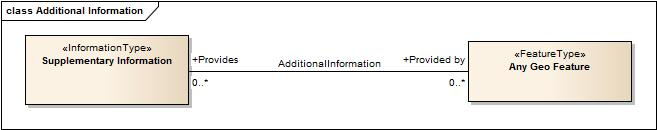 class Additional Information
«InformationType»
Supplementary Information
+Provides
AdditionalInformation
+Provided by
0..*
0..*
«FeatureType»
Any Geo Feature